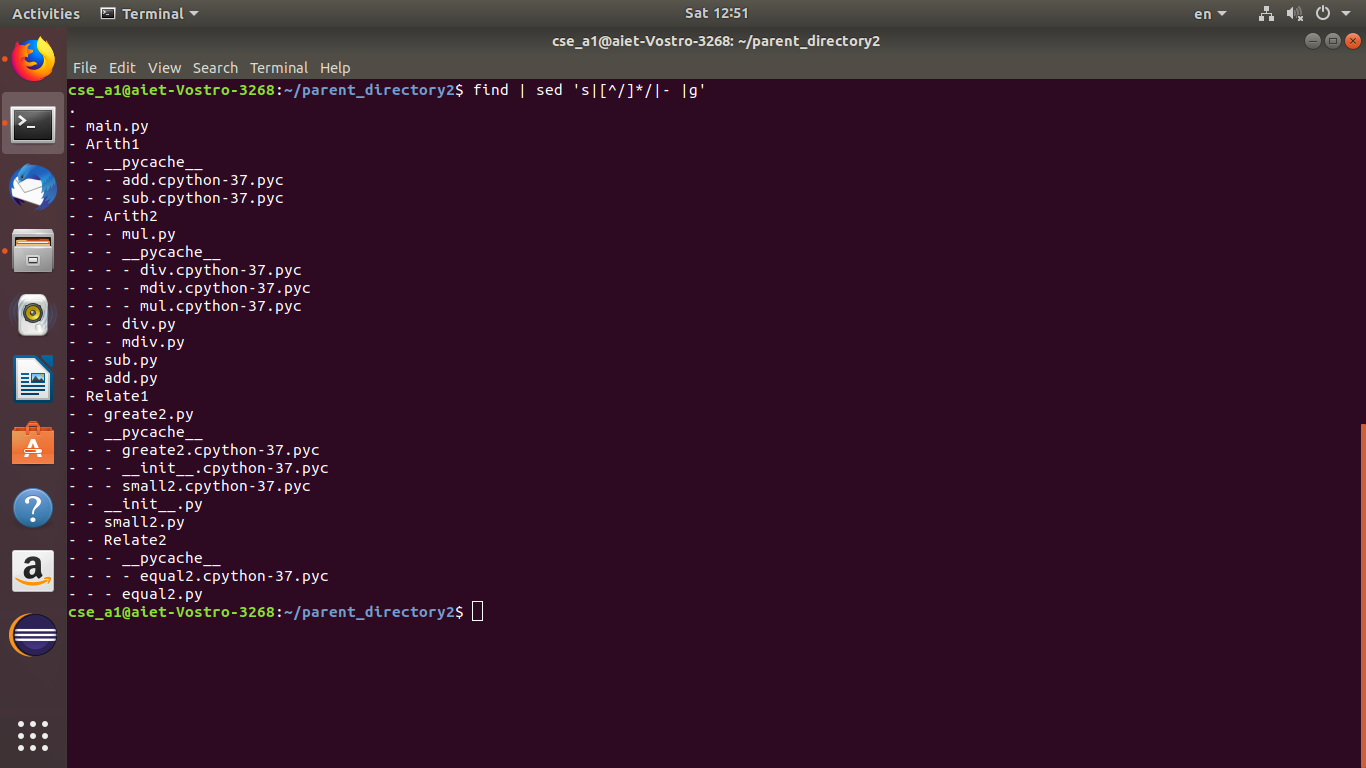 Activities Terminal Sat 12:51 en
cse_a1@aiet-Vostro-3268: ~/parent_directory2
File Edit View Search Terminal Help
cse_a1@aiet-Vostro-3268:~/parent_directory2$ find | sed 's|[^/]*/|- |g'
.
- main.py
- Arith1
- - __pycache__
- - - add.cpython-37.pyc
- - - sub.cpython-37.pyc
- - Arith2
- - - mul.py
- - - __pycache__
- - - - div.cpython-37.pyc
- - - - mdiv.cpython-37.pyc
- - - - mul.cpython-37.pyc
- - - div.py
- - - mdiv.py
- - sub.py
- - add.py
- Relate1
- - greate2.py
- - __pycache__
- - - greate2.cpython-37.pyc
- - - __init__.cpython-37.pyc
- - - small2.cpython-37.pyc
- - __init__.py
- - small2.py
- - Relate2
- - - __pycache__
- - - - equal2.cpython-37.pyc
- - - equal2.py
cse_a1@aiet-Vostro-3268:~/parent_directory2$